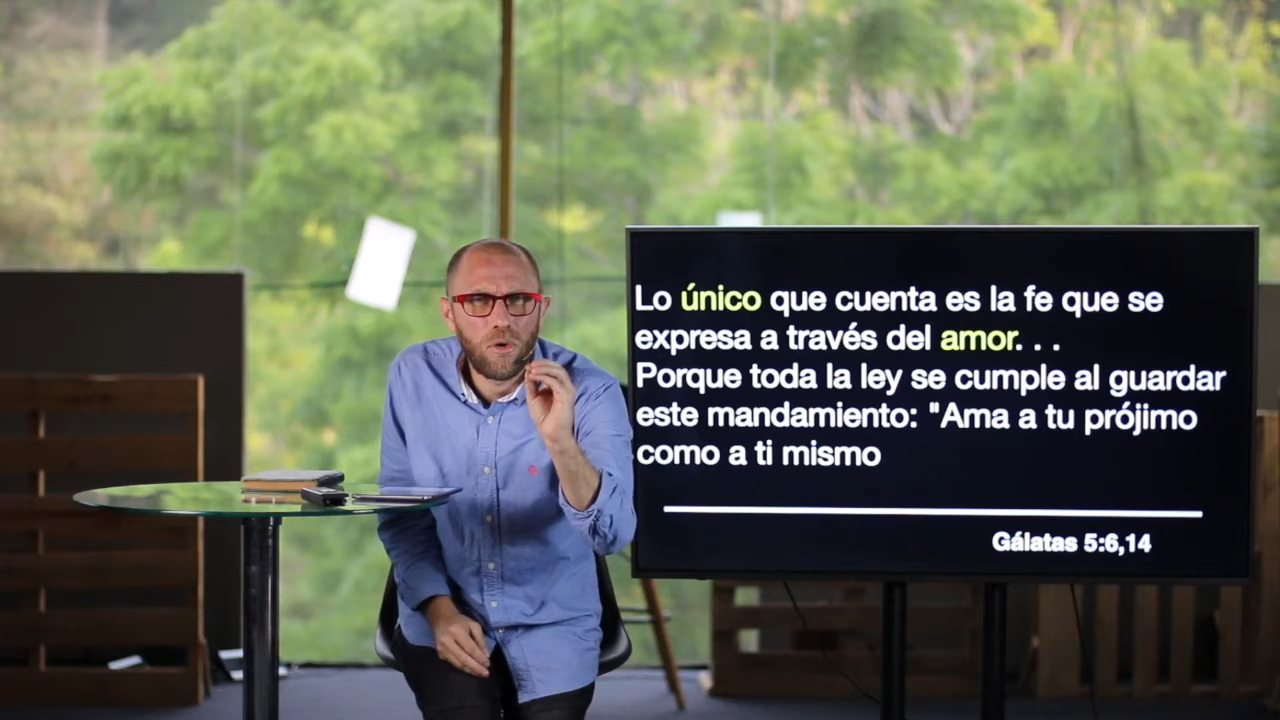 Lo único que cuenta es la fe que se
expresa a través del amor. . .
Porque toda la ley se cumple al guardar
este mandamiento: "Ama a tu prójimo
como a ti mismo
Gálatas 5:6,14